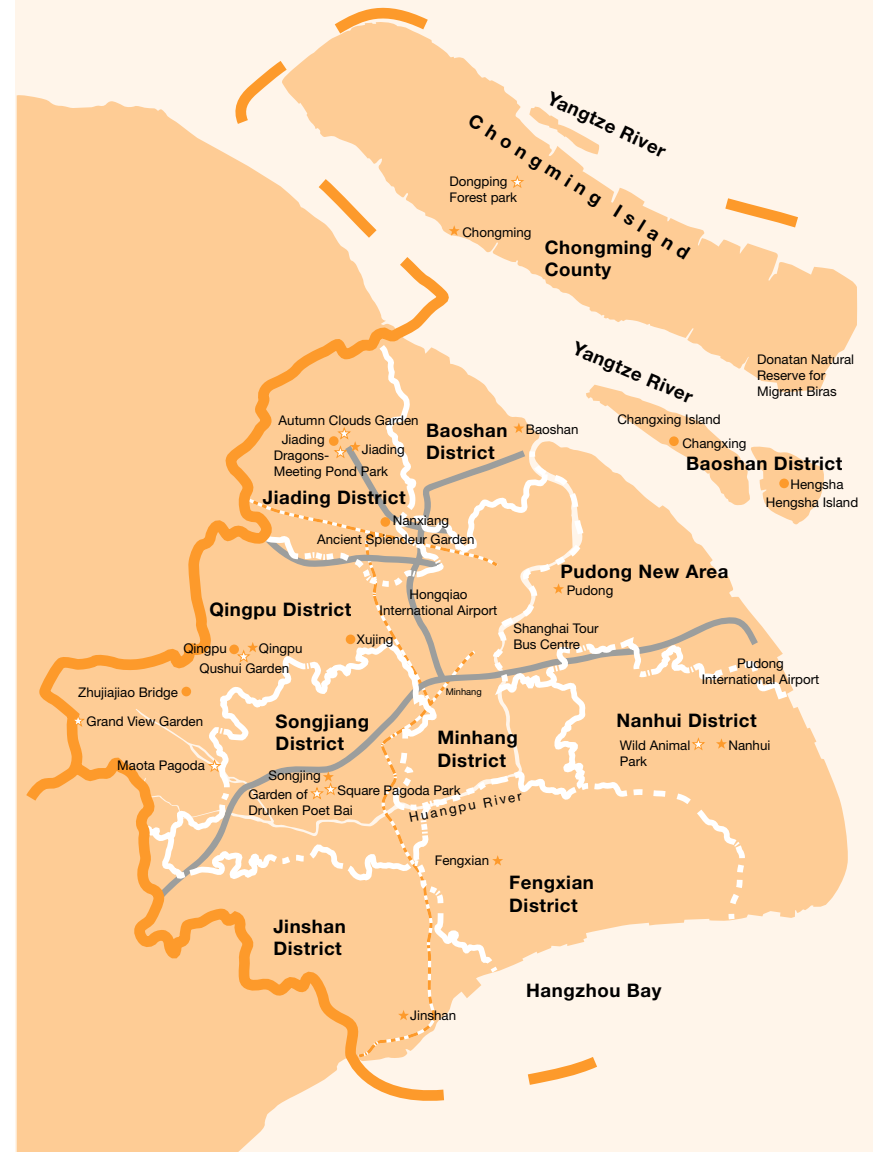 Yangtze River
Chongming Island
Dongping
Forest park
Chongming
Chongming
County
Yangtze River
Donatan Natural
Reserve for
Migrant Biras
Changxing Island
Changxing
Baoshan District
Hengsha
Hengsha Island
Autumn Clouds Garden
Jiading
Jiading
Dragons-
Meeting Pond Park
Baoshan
District
Baoshan
Jiading District
Nanxiang
Ancient Splendeur Garden
Pudong New Area
Pudong
Hongqiao
International Airport
Qingpu District
Qingpu
Qingpu
Qushui Garden
Xujing
Shanghai Tour
Bus Centre
Pudong
International Airport
Zhujiajiao Bridge
Minhang
Grand View Garden
Songjiang
District
Minhang
District
Nanhui District
Wild Animal
Park
Nanhui
Maota Pagoda
Songjing
Garden of
Drunken Poet Bai
Square Pagoda Park
Huangpu River
Fengxian
Fengxian
District
Jinshan
District
Hangzhou Bay
Jinshan